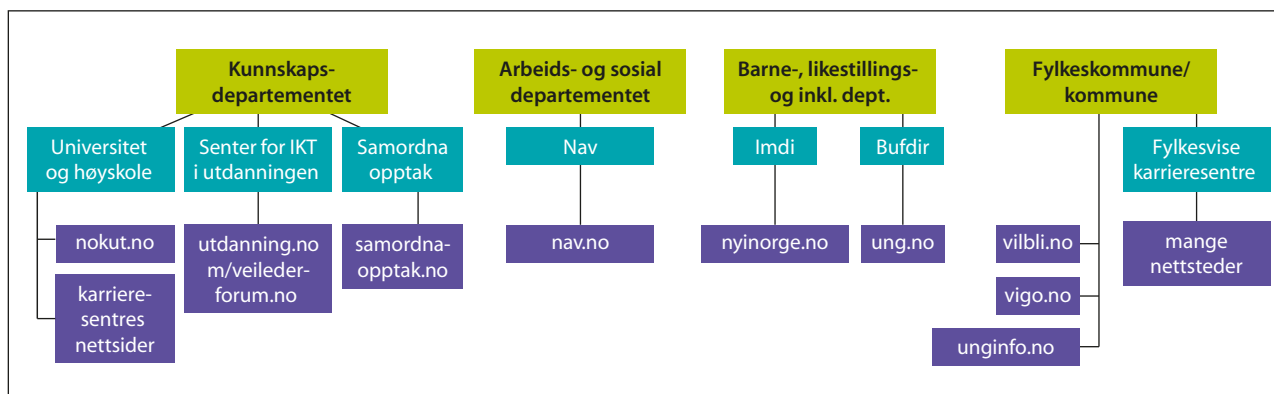 Kunnskaps-
departementet
Arbeids- og sosial
departementet
Barne-, likestillings-
og inkl. dept.
Fylkeskommune/
kommune
Universitet
og høyskole
Senter for IKT
i utdanningen
Samordna
opptak
Nav
Imdi
Bufdir
Fylkesvise
karrieresentre
nokut.no
karriere-
sentres
nettsider
utdanning.no
m/veileder-
forum.no
samordna-
opptak.no
nav.no
nyinorge.no
ung.no
vilbli.no
vigo.no
unginfo.no
mange
nettsteder